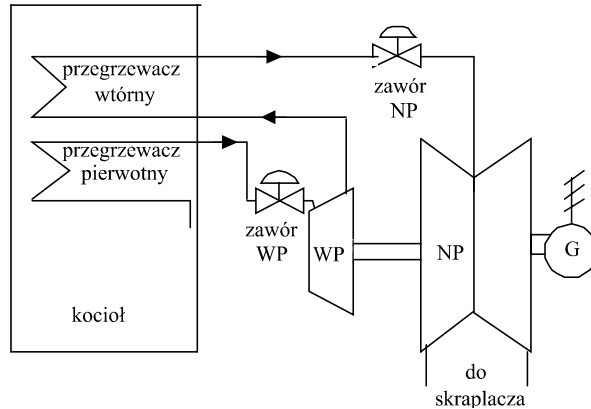 przegrzewacz
wtórny
przegrzewacz
pierwotny
zawór
NP
zawór
WP
WP
NP
G
kocioł
do
skraplacza